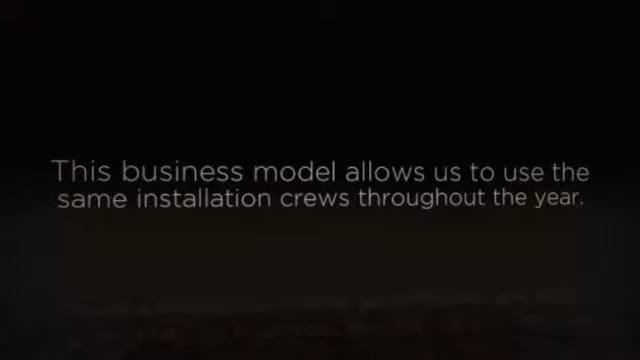 This business model allows us to use the
same installation crews throughout the year.